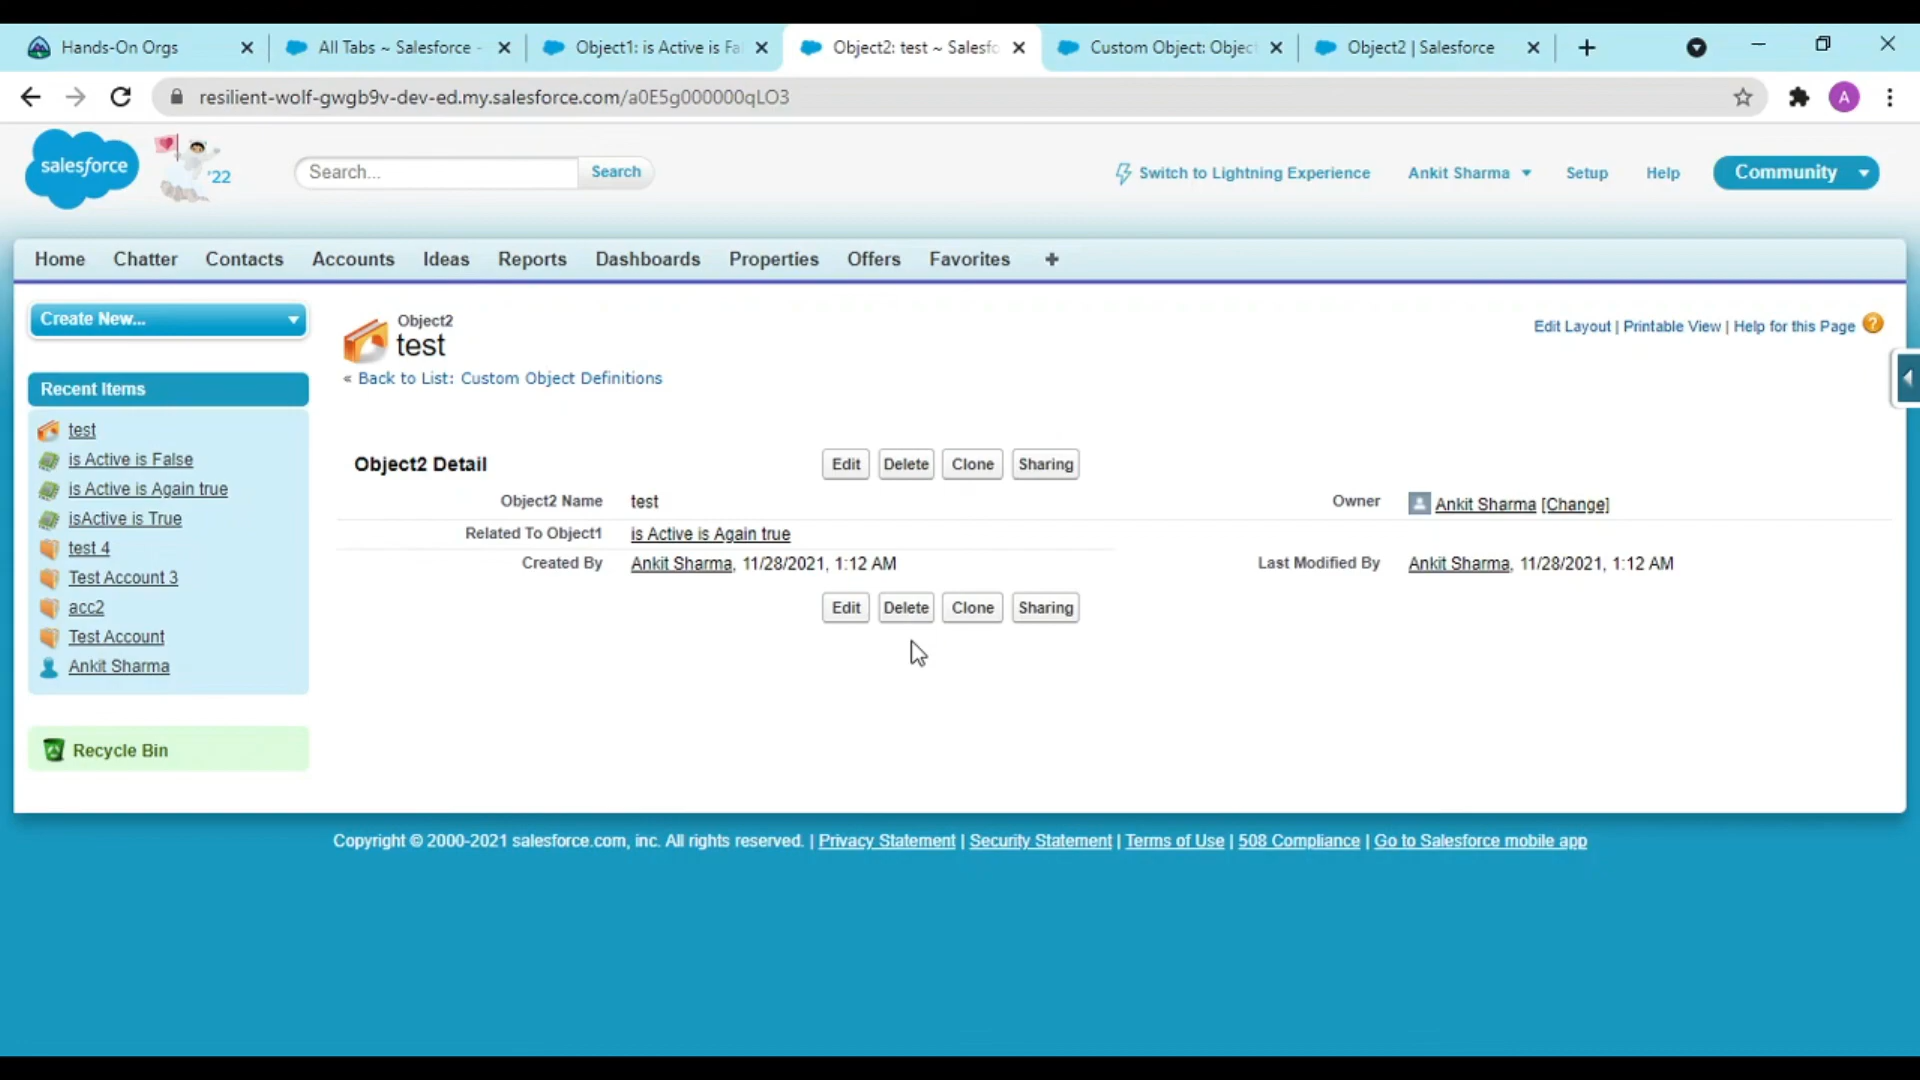 Hands-On Orgs
All Tabs ~ Salesforce -
Object1: is Active is Fa
Object2: test ~ Salesfo
Custom Object: Objec
Object2 | Salesforce
resilient-wolf-gwgb9v-dev-ed.my.salesforce.com/a0E5g000000qLO3
A
salesforce
'22
Search...
Search
Switch to Lightning Experience
Ankit Sharma
Setup
Help
Community
Home
Chatter
Contacts
Accounts
Ideas
Reports
Dashboards
Properties
Offers
Favorites
+
Create New...
Recent Items
test
is Active is False
is Active is Again true
isActive is True
test 4
Test Account 3
acc2
Test Account
Ankit Sharma
Recycle Bin
Object2
test
« Back to List: Custom Object Definitions
Edit Layout | Printable View | Help for this Page ?
Object2 Detail
Edit
Delete
Clone
Sharing
Object2 Name test
Owner Ankit Sharma [Change]
Related To Object1 is Active is Again true
Created By Ankit Sharma, 11/28/2021, 1:12 AM
Last Modified By Ankit Sharma, 11/28/2021, 1:12 AM
Edit
Delete
Clone
Sharing
Copyright © 2000-2021 salesforce.com, inc. All rights reserved. | Privacy Statement | Security Statement | Terms of Use | 508 Compliance | Go to Salesforce mobile app